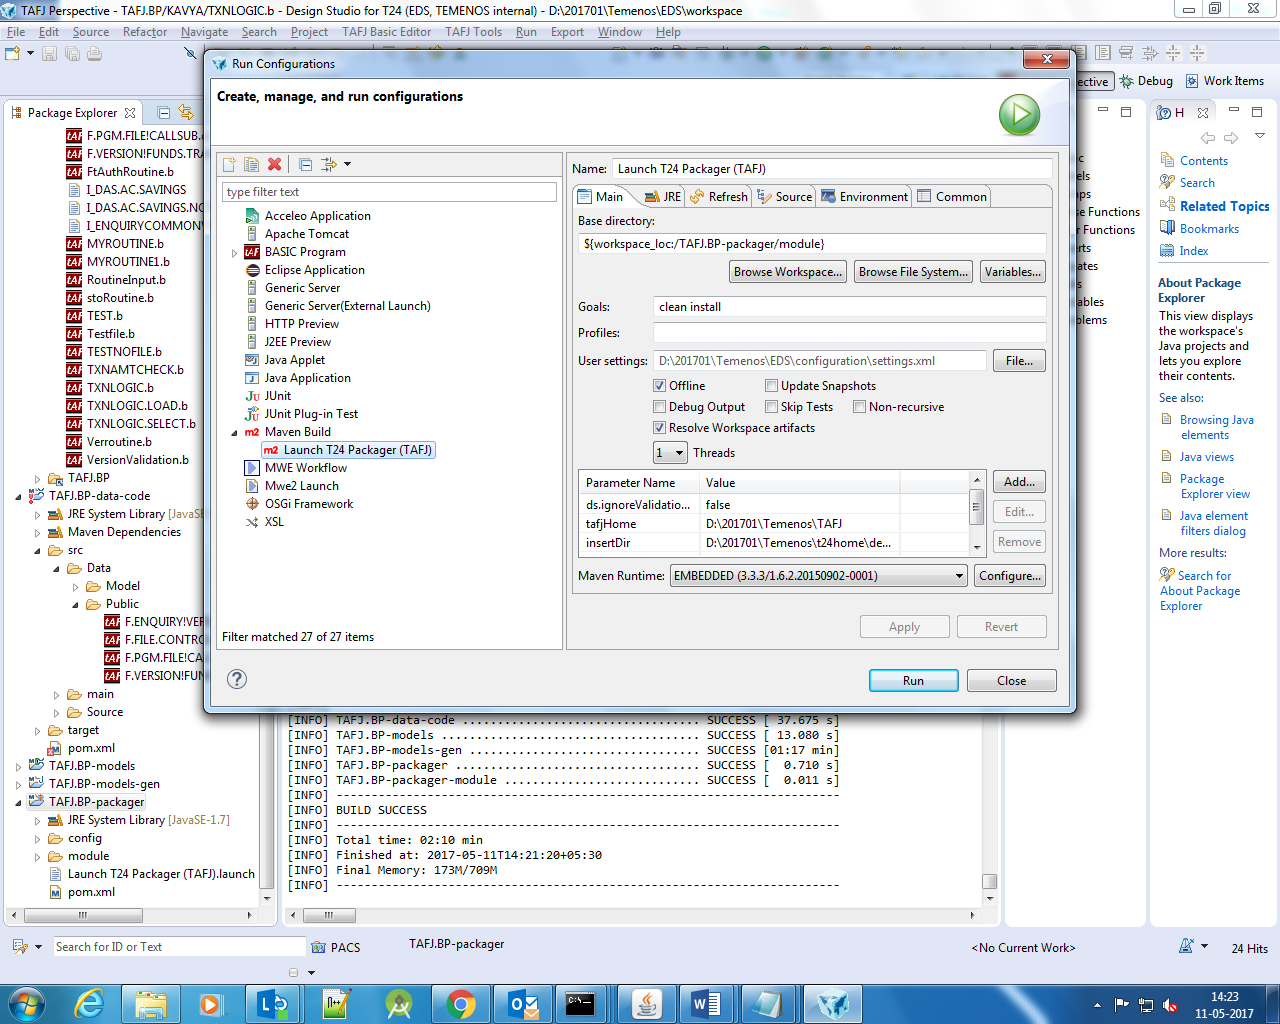 TAFJ Perspective - TAFJ.BP/KAVYA/TXNLOGIC.b - Design Studio for T24 (EDS, TEMENOS internal) - D:\201701\Temenos\EDS\workspace
File Edit Source Refactor Navigate Search Project TAFJ Basic Editor TAFJ Tools Run Export Window Help
ective Debug Work Items
Package Explorer
F.PGM.FILE!CALLSUB.
F.VERSION!FUNDS.TRA
FtAuthRoutine.b
I_DAS.AC.SAVINGS
I_DAS.AC.SAVINGS.NO
I_ENQUIRYCOMMON
MYROUTINE.b
MYROUTINE1.b
RoutineInput.b
stoRoutine.b
TEST.b
Testfile.b
TESTNOFILE.b
TXNAMTCHECK.b
TXNLOGIC.b
TXNLOGIC.LOAD.b
TXNLOGIC.SELECT.b
Verroutine.b
VersionValidation.b
TAFJ.BP
TAFJ.BP-data-code
JRE System Library [JavaSE
Maven Dependencies
src
Data
Model
Public
F.ENQUIRY!VER
F.FILE.CONTRO
F.PGM.FILE!CA
F.VERSION!FUN
main
Source
target
pom.xml
TAFJ.BP-models
TAFJ.BP-models-gen
TAFJ.BP-packager
JRE System Library [JavaSE-1.7]
config
module
Launch T24 Packager (TAFJ).launch
pom.xml
Run Configurations
Create, manage, and run configurations
type filter text
Acceleo Application
Apache Tomcat
BASIC Program
Eclipse Application
Generic Server
Generic Server(External Launch)
HTTP Preview
J2EE Preview
Java Applet
Java Application
JUnit
JUnit Plug-in Test
Maven Build
Launch T24 Packager (TAFJ)
MWE Workflow
Mwe2 Launch
OSGi Framework
XSL
Filter matched 27 of 27 items
Name: Launch T24 Packager (TAFJ)
Main JRE Refresh Source Environment Common
Base directory:
${workspace_loc:/TAFJ.BP-packager/module}
Browse Workspace... Browse File System... Variables...
Goals: clean install
Profiles:
User settings: D:\201701\Temenos\EDS\configuration\settings.xml File...
Offline Update Snapshots
Debug Output Skip Tests Non-recursive
Resolve Workspace artifacts
1 Threads
Parameter Name Value Add...
ds.ignoreValidatio... false
Edit...
tafjHome D:\201701\Temenos\TAFJ
insertDir D:\201701\Temenos\t24home\de... Remove
Maven Runtime: EMBEDDED (3.3.3/1.6.2.20150902-0001) Configure...
Apply Revert
Run Close
[INFO] TAFJ.BP-data-code ................................. SUCCESS [ 37.675 s]
[INFO] TAFJ.BP-models .................................... SUCCESS [ 13.080 s]
[INFO] TAFJ.BP-models-gen ................................ SUCCESS [01:17 min]
[INFO] TAFJ.BP-packager .................................. SUCCESS [  0.710 s]
[INFO] TAFJ.BP-packager-module ........................... SUCCESS [  0.011 s]
[INFO] ------------------------------------------------------------------------
[INFO] BUILD SUCCESS
[INFO] ------------------------------------------------------------------------
[INFO] Total time: 02:10 min
[INFO] Finished at: 2017-05-11T14:21:20+05:30
[INFO] Final Memory: 173M/709M
[INFO] ------------------------------------------------------------------------
H
Contents
Search
Related Topics
Bookmarks
Index
About Package
Explorer
This view displays
the workspace's
Java projects and
lets you explore
their contents.
See also:
Browsing Java
elements
Java views
Package
Explorer view
Java element
filters dialog
More results:
Search for
About Package
Explorer
Search for ID or Text PACS TAFJ.BP-packager <No Current Work> 24 Hits
14:23
11-05-2017